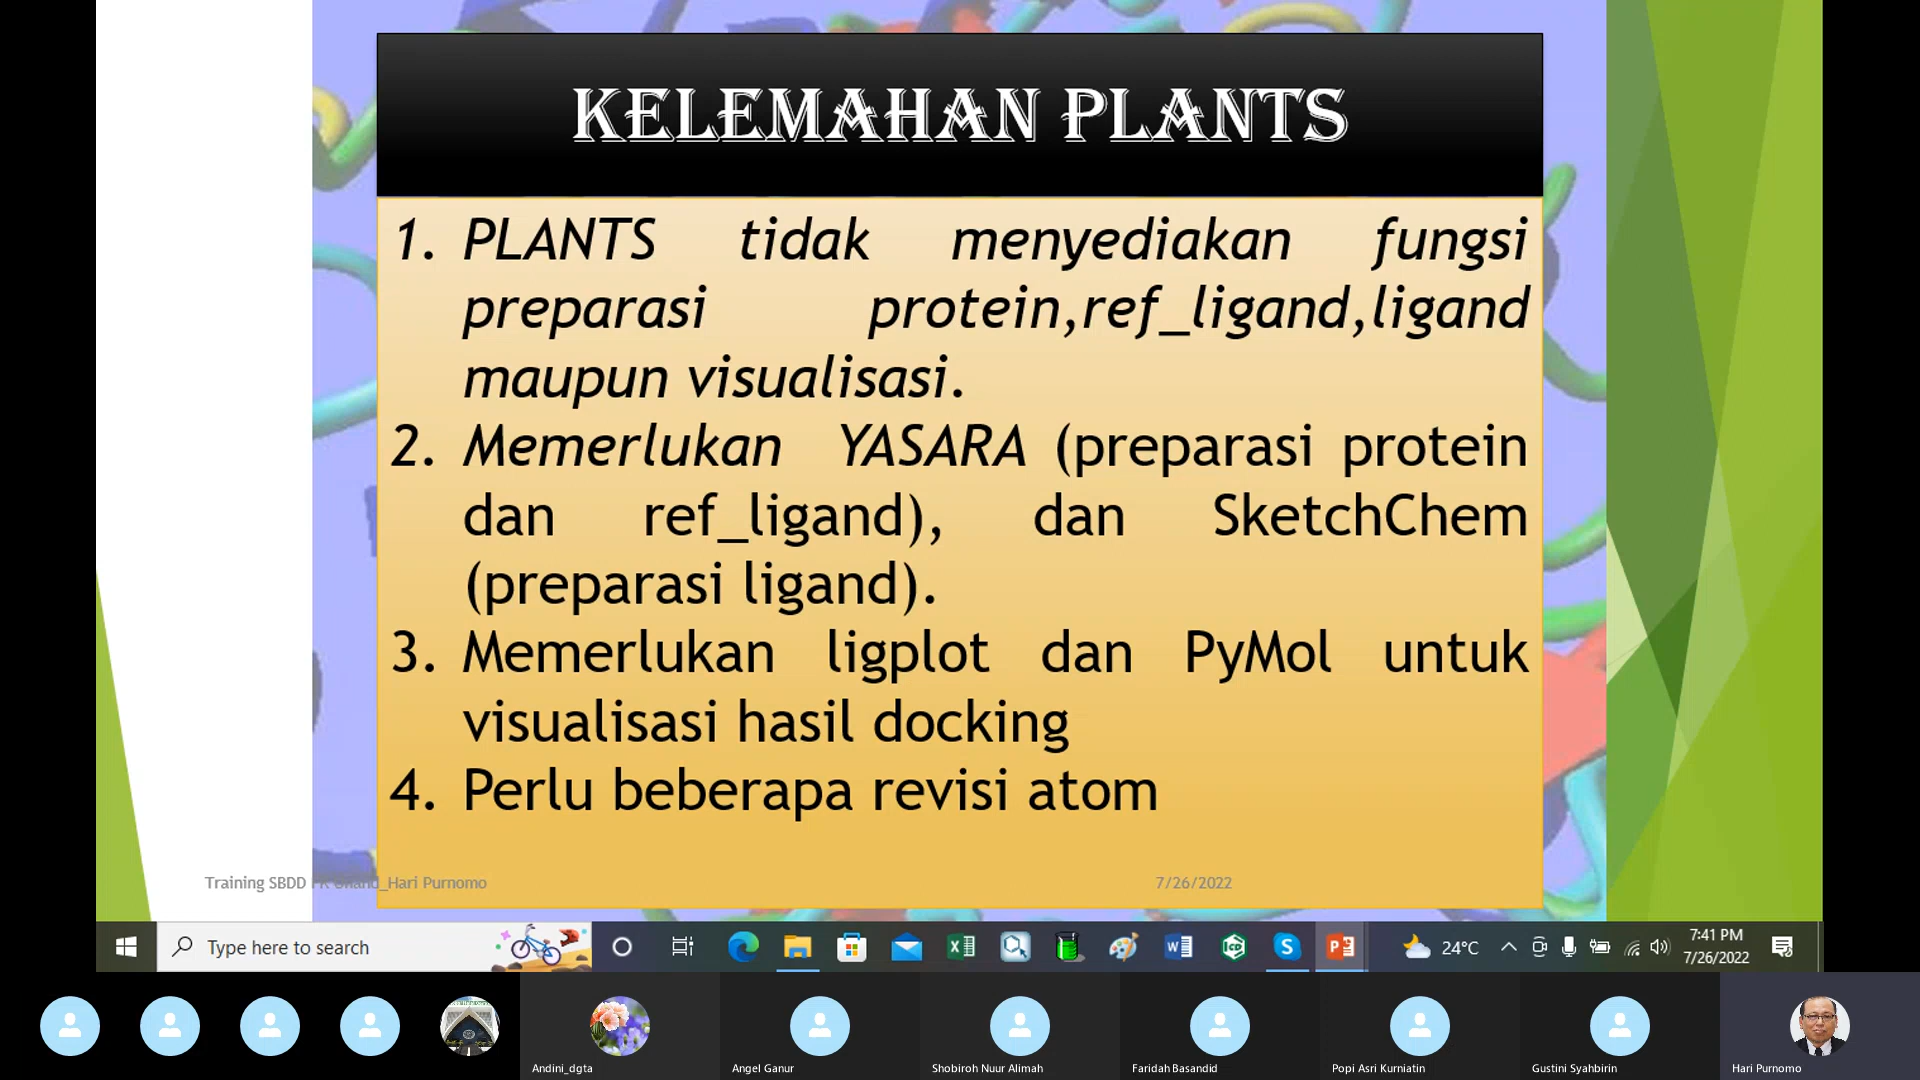 KELEMAHAN PLANTS
1. PLANTS tidak menyediakan fungsi
preparasi protein,ref_ligand,ligand
maupun visualisasi.
2. Memerlukan YASARA (preparasi protein
dan ref_ligand), dan SketchChem
(preparasi ligand).
3. Memerlukan ligplot dan PyMol untuk
visualisasi hasil docking
4. Perlu beberapa revisi atom
Training SBDD _Hari Purnomo
7/26/2022
Type here to search
24°C
7:41 PM
7/26/2022
Andini_dgta
Angel Ganur
Shobiroh Nuur Alimah
Faridah Basandid
Popi Asri Kurniatin
Gustini Syahbirin
Hari Purnomo